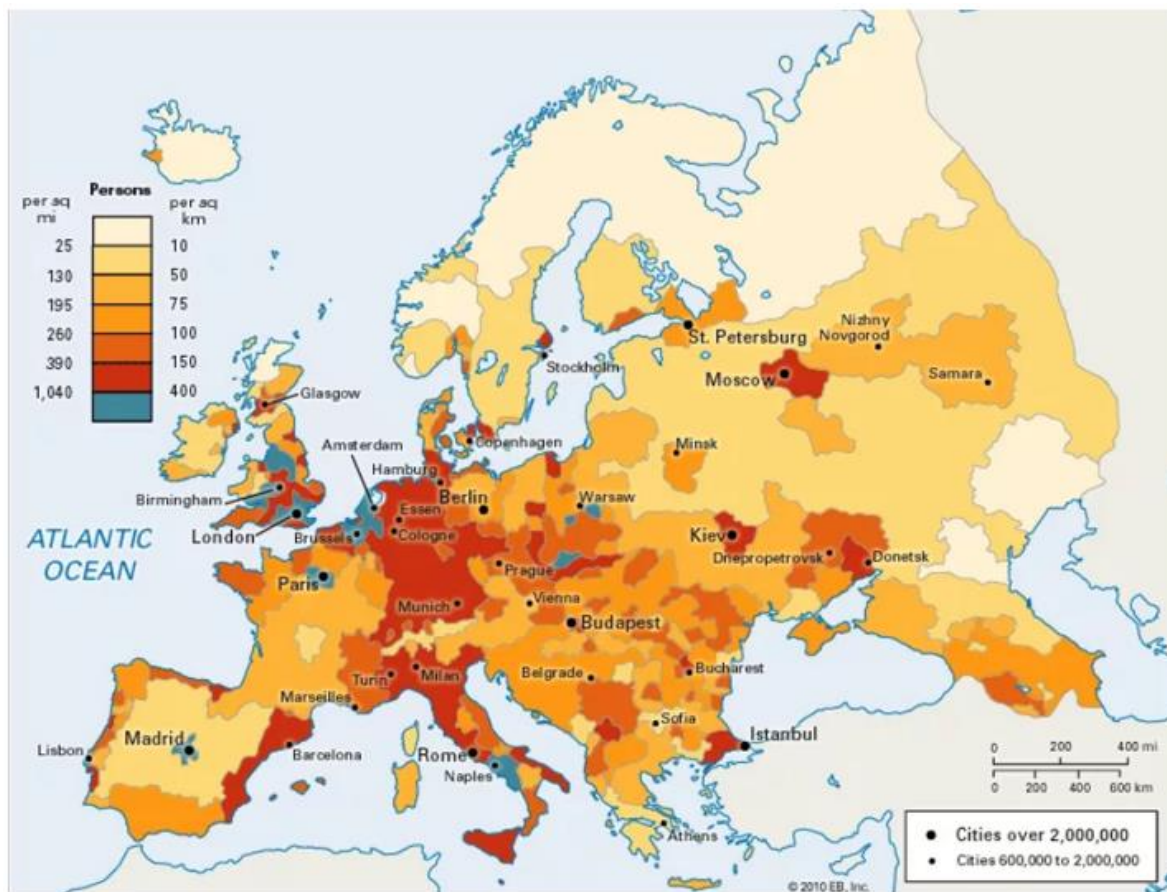 Persons
per aq
mi
per aq
km
25
10
130
50
195
75
260
100
390
150
1,040
400
St. Petersburg
Nizhny
Novgorod
Stockholm
Moscow
Samara
Glasgow
Amsterdam
Copenhagen
Minsk
Hamburg
Birmingham
Berlin
Warsaw
Essen
London
Brussels
Cologne
Kiev
Dnepropetrovsk
Donetsk
ATLANTIC
OCEAN
Paris
Prague
Munich
Vienna
Budapest
Turin
Milan
Belgrade
Bucharest
Marseilles
Sofia
Lisbon
Madrid
Barcelona
Rome
Istanbul
Naples
Athens
0 200 400 mi
0 200 400 600 km
Cities over 2,000,000
Cities 600,000 to 2,000,000
© 2010 EB, Inc.